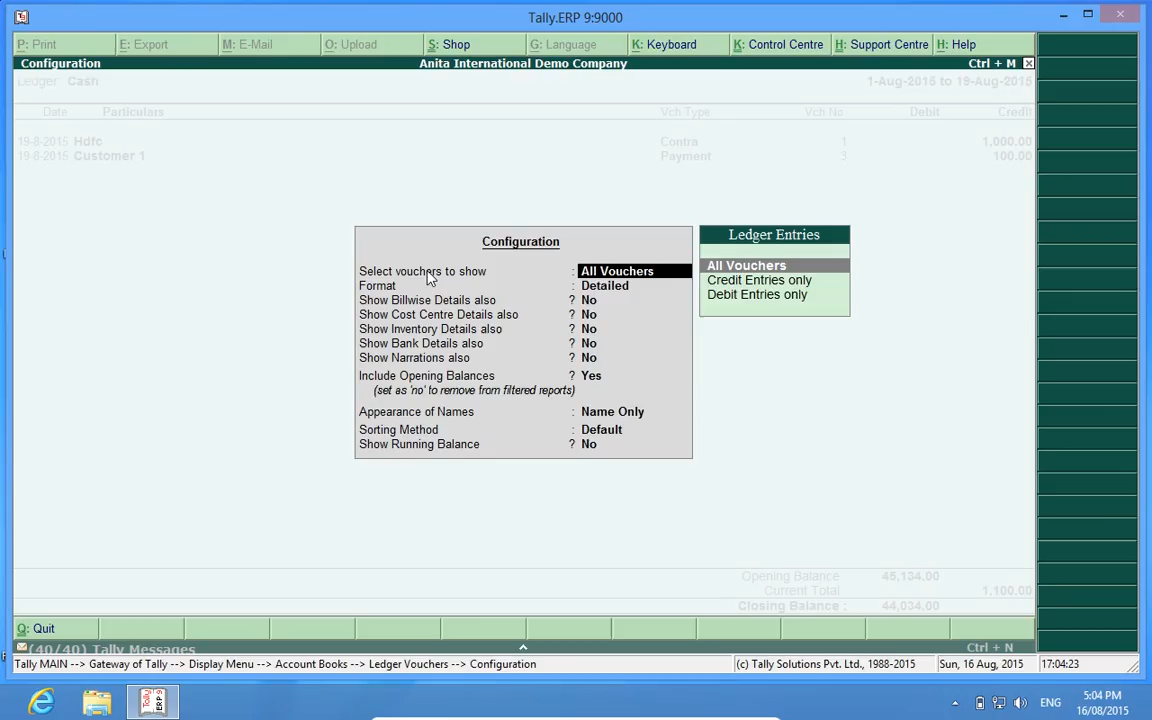 Tally.ERP 9:9000
P: Print E: Export M: E-Mail O: Upload S: Shop G: Language K: Keyboard K: Control Centre H: Support Centre H: Help
Configuration Anita International Demo Company Ctrl + M
Ledger: Cash 1-Aug-2015 to 19-Aug-2015
Date Particulars Vch Type Vch No Debit Credit
19-8-2015 Hdfc Contra 1 1,000.00
19-8-2015 Customer 1 Payment 3 100.00
Configuration
Select vouchers to show : All Vouchers
Format : Detailed
Show Billwise Details also ? No
Show Cost Centre Details also ? No
Show Inventory Details also ? No
Show Bank Details also ? No
Show Narrations also ? No
Include Opening Balances ? Yes
(set as 'no' to remove from filtered reports)
Appearance of Names : Name Only
Sorting Method : Default
Show Running Balance ? No
Ledger Entries
All Vouchers
Credit Entries only
Debit Entries only
Opening Balance 45,134.00
Current Total 1,100.00
Closing Balance : 44,034.00
Q: Quit
(40/40) Tally Messages Ctrl + N
Tally MAIN --> Gateway of Tally --> Display Menu --> Account Books --> Ledger Vouchers --> Configuration (c) Tally Solutions Pvt. Ltd., 1988-2015 Sun, 16 Aug, 2015 17:04:23
Tally ERP 9
ENG
5:04 PM
16/08/2015